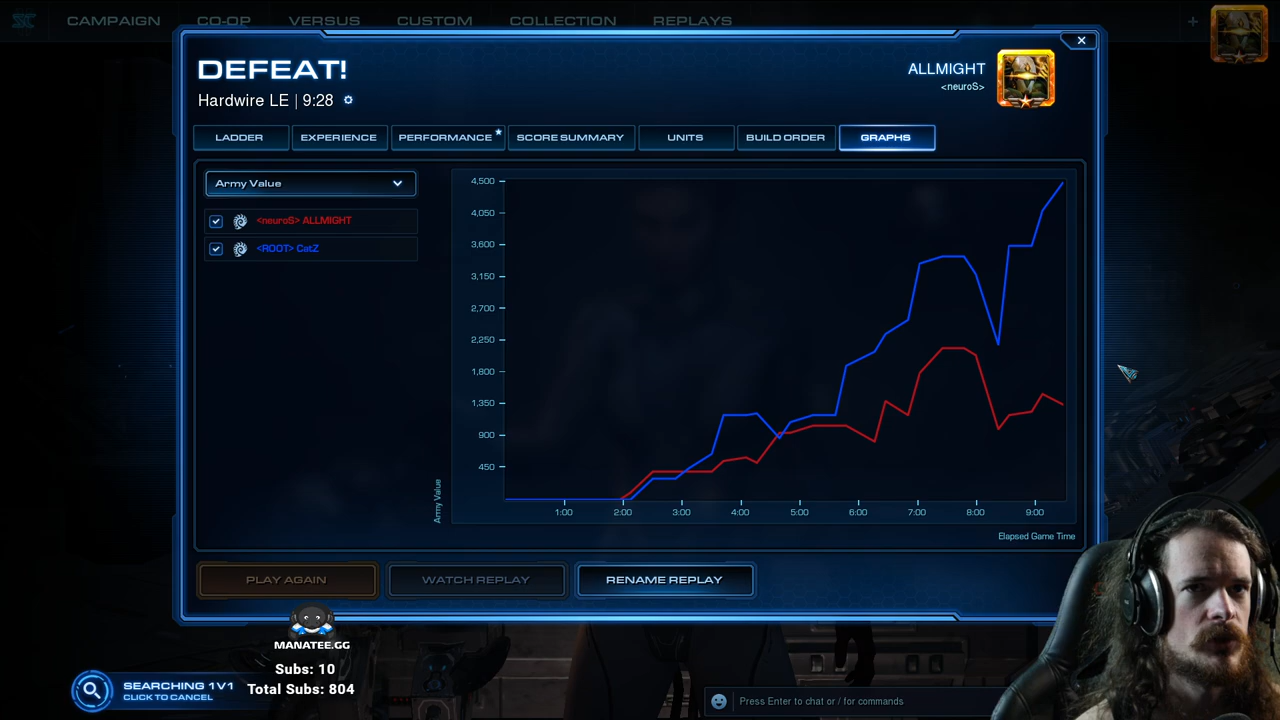 CAMPAIGN CO-OP VERSUS CUSTOM COLLECTION REPLAYS
DEFEAT!
Hardwire LE | 9:28
ALLMIGHT
<neuroS>
LADDER EXPERIENCE PERFORMANCE SCORE SUMMARY UNITS BUILD ORDER GRAPHS
Army Value
<neuroS> ALLMIGHT
<ROOT> CatZ
4,500
4,050
3,600
3,150
2,700
2,250
1,800
1,350
900
450
Army Value
1:00 2:00 3:00 4:00 5:00 6:00 7:00 8:00 9:00
Elapsed Game Time
PLAY AGAIN WATCH REPLAY RENAME REPLAY
MANATEE.GG
Subs: 10
Total Subs: 804
SEARCHING 1V1
CLICK TO CANCEL
Press Enter to chat or / for commands